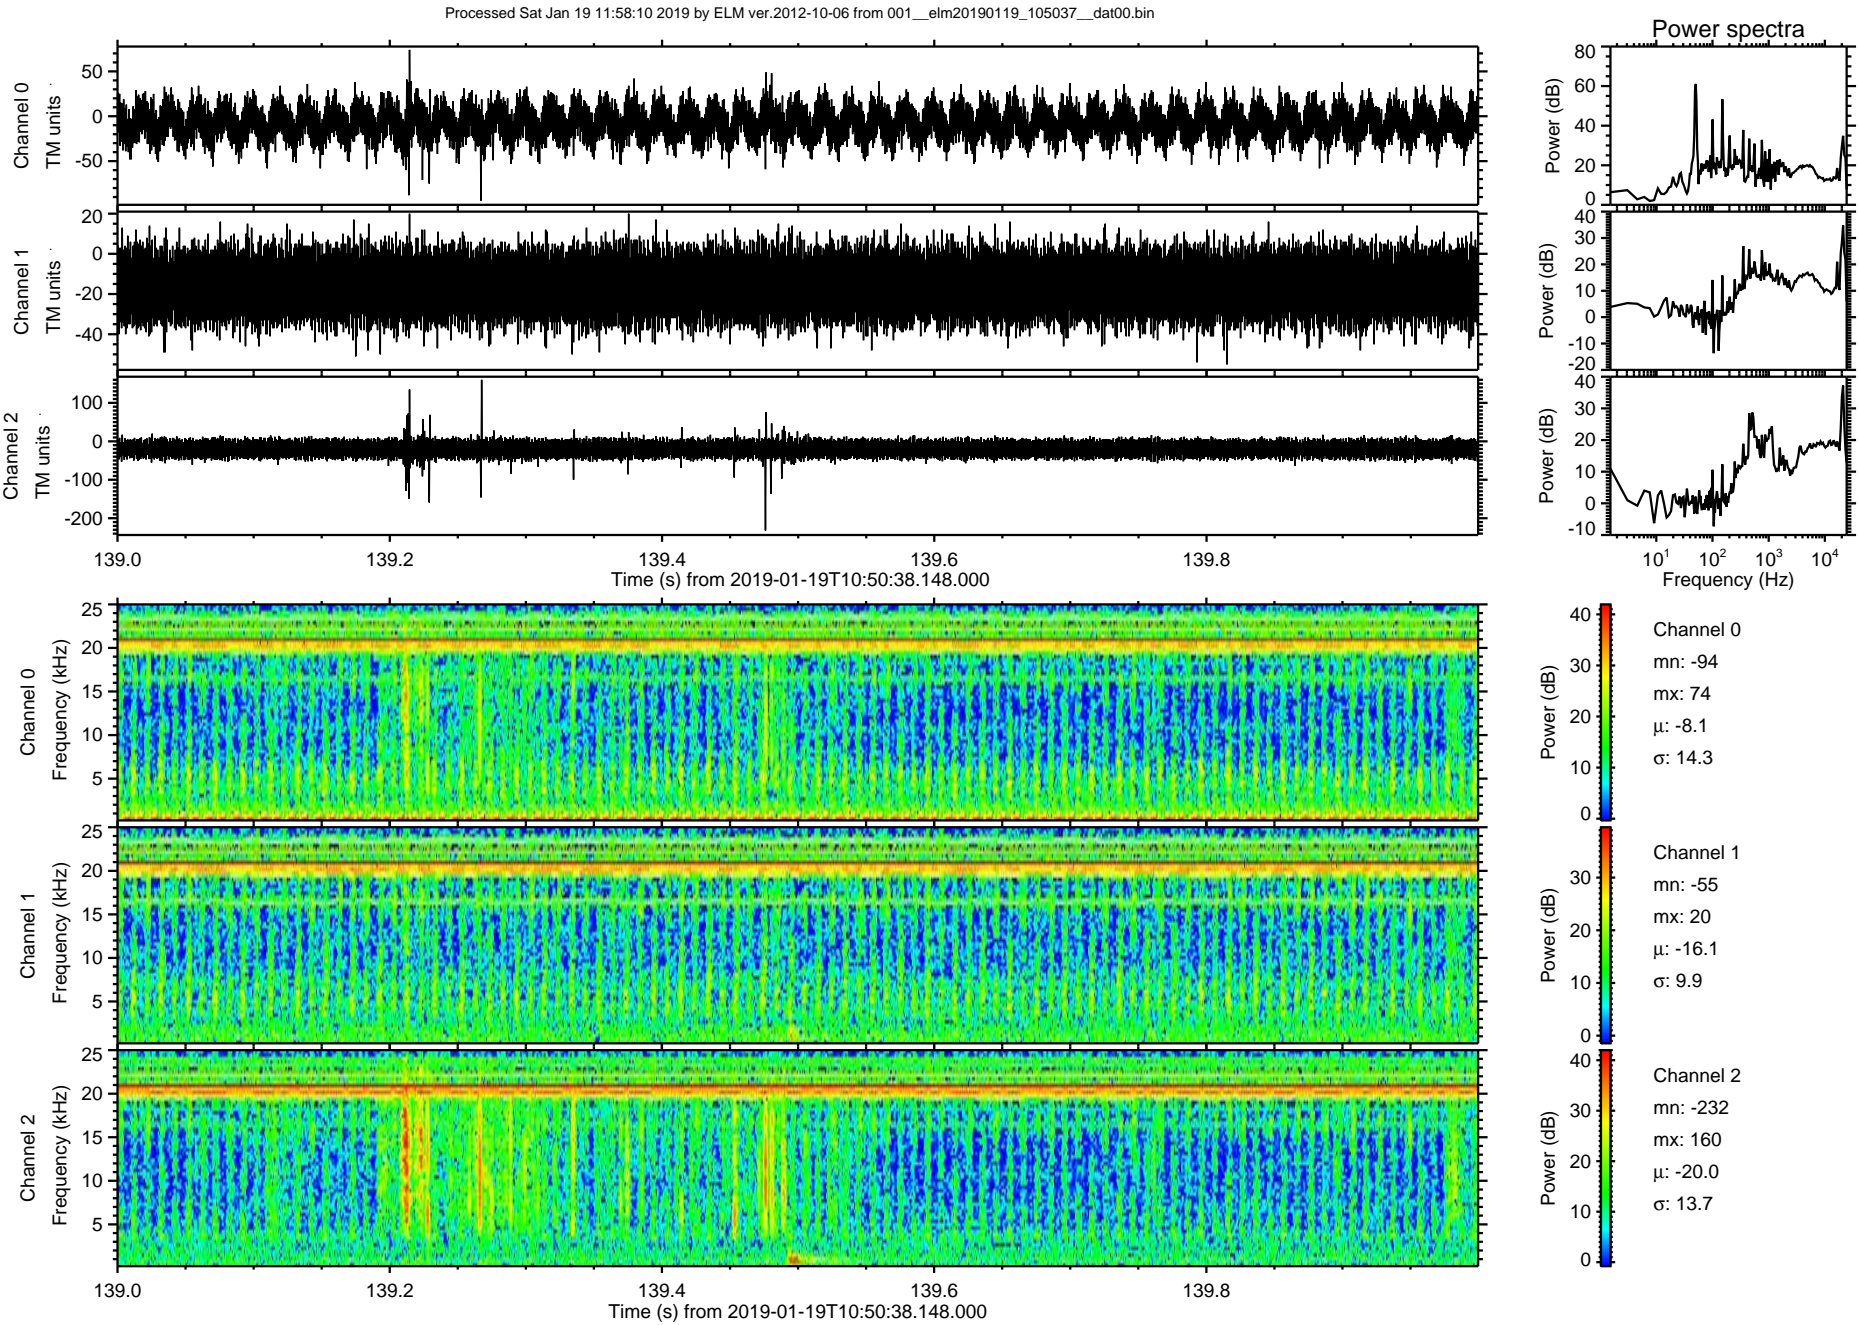 Processed Sat Jan 19 11:58:10 2019 by ELM ver.2012-10-06 from 001__elm20190119_105037__dat00.bin
Power spectra
Channel 0
TM units
50
0
-50
Power (dB)
80
60
40
20
0
Channel 1
TM units
20
0
-20
-40
Power (dB)
40
30
20
10
0
-10
-20
Channel 2
TM units
100
0
-100
-200
Power (dB)
40
30
20
10
0
-10
139.0 139.2 139.4 139.6 139.8
Time (s) from 2019-01-19T10:50:38.148.000
10¹ 10² 10³ 10⁴
Frequency (Hz)
Channel 0
Frequency (kHz)
25
20
15
10
5
Power (dB)
40
30
20
10
0
Channel 0
mn: -94
mx: 74
μ: -8.1
σ: 14.3
Channel 1
Frequency (kHz)
25
20
15
10
5
Power (dB)
30
20
10
0
Channel 1
mn: -55
mx: 20
μ: -16.1
σ: 9.9
Channel 2
Frequency (kHz)
25
20
15
10
5
Power (dB)
40
30
20
10
0
Channel 2
mn: -232
mx: 160
μ: -20.0
σ: 13.7
139.0 139.2 139.4 139.6 139.8
Time (s) from 2019-01-19T10:50:38.148.000